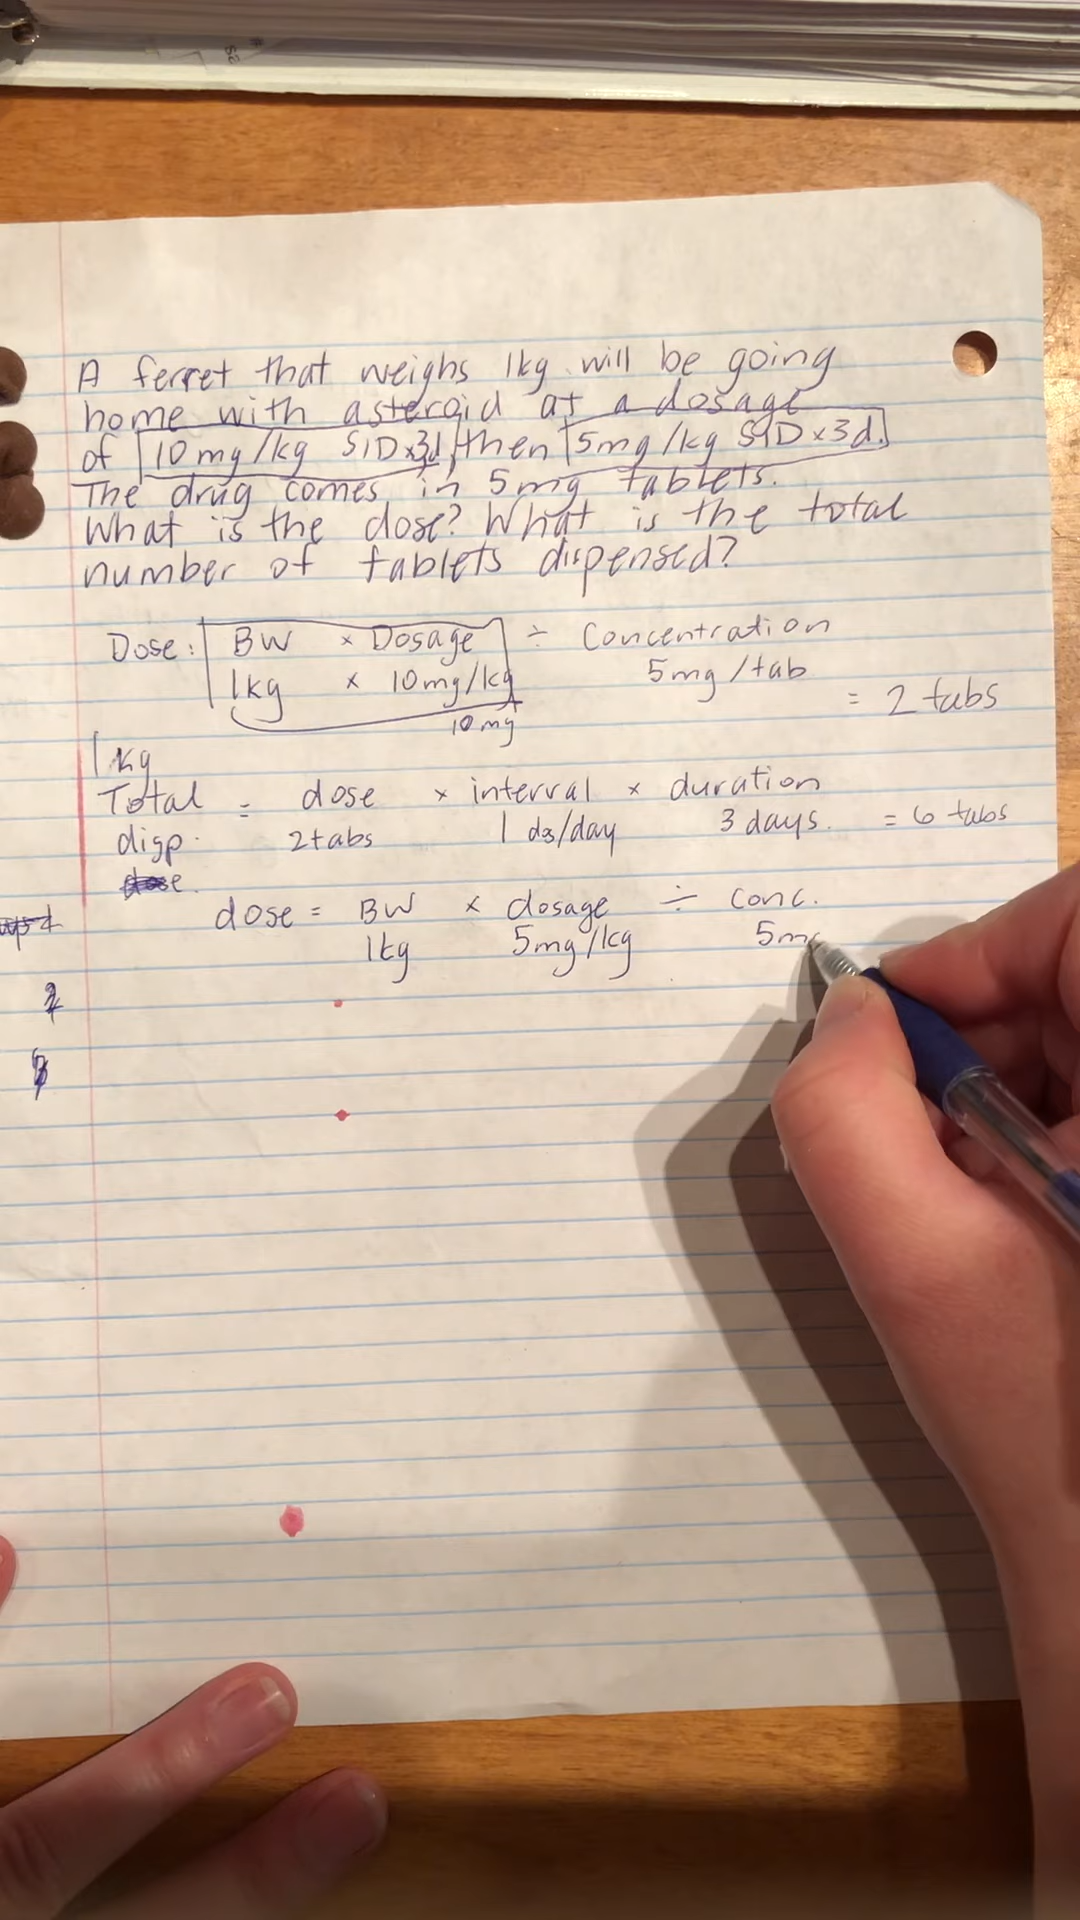 A ferret that weighs 1kg will be going
home with asteroid at a dosage
of 10mg/kg SID x3d, then 5mg/kg SID x 3d.
The drug comes in 5mg tablets.
What is the dose? What is the total
number of tablets dispensed?
Dose: BW x Dosage ÷ Concentration
1kg x 10mg/kg 5mg/tab
= 2 tabs
10mg
1kg
Total = dose x interval x duration
disp. 2tabs 1 ds/day 3 days. = 6 tabs
dose = BW x dosage ÷ conc.
1kg 5mg/kg 5m